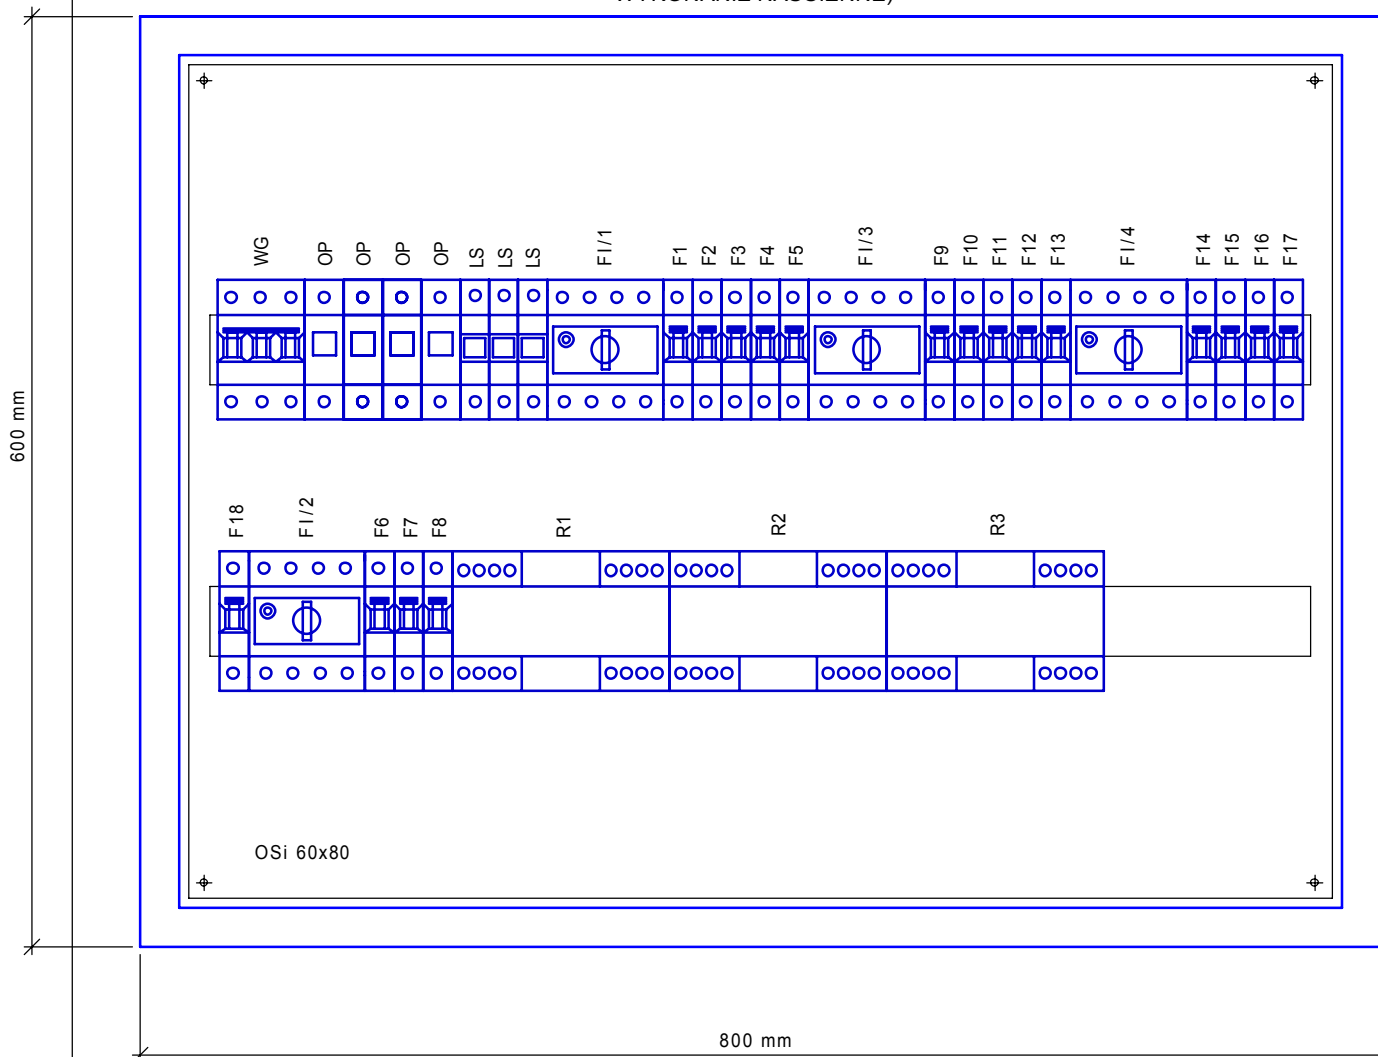 WG OP OP OP OP LS LS LS FI/1 F1 F2 F3 F4 F5 FI/3 F9 F10 F11 F12 F13 FI/4 F14 F15 F16 F17
600 mm
F18 FI/2 F6 F7 F8 R1 R2 R3
OSi 60x80
800 mm